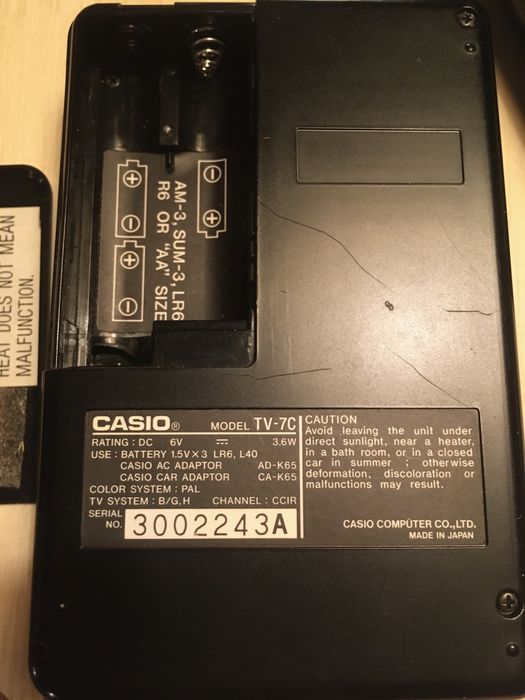 HEAT DOES NOT MEAN
MALFUNCTION.
AM-3, SUM-3, LR6
R6 OR "AA" SIZE
CASIO® MODEL TV-7C
RATING : DC 6V ⎓ 3.6W
USE : BATTERY 1.5V×3 LR6, L40
CASIO AC ADAPTOR AD-K65
CASIO CAR ADAPTOR CA-K65
COLOR SYSTEM : PAL
TV SYSTEM : B/G,H CHANNEL : CCIR
SERIAL
NO. 3002243A
CAUTION
Avoid leaving the unit under
direct sunlight, near a heater,
in a bath room, or in a closed
car in summer ; otherwise
deformation, discoloration or
malfunctions may result.
CASIO COMPUTER CO.,LTD.
MADE IN JAPAN